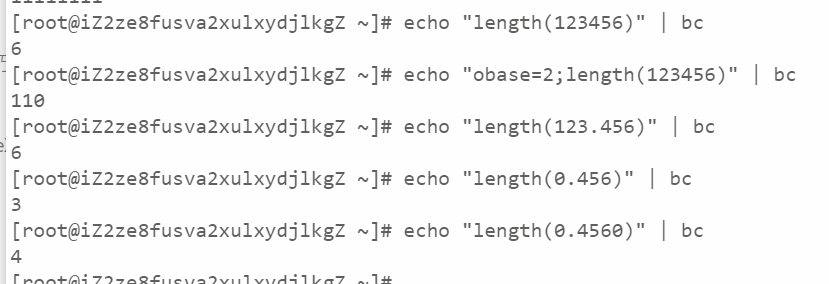 [root@iZ2ze8fusva2xulxydjlkgZ ~]# echo "length(123456)" | bc
6
[root@iZ2ze8fusva2xulxydjlkgZ ~]# echo "obase=2;length(123456)" | bc
110
[root@iZ2ze8fusva2xulxydjlkgZ ~]# echo "length(123.456)" | bc
6
[root@iZ2ze8fusva2xulxydjlkgZ ~]# echo "length(0.456)" | bc
3
[root@iZ2ze8fusva2xulxydjlkgZ ~]# echo "length(0.4560)" | bc
4
[root@iZ2ze8fusva2xulxydjlkgZ ~]#